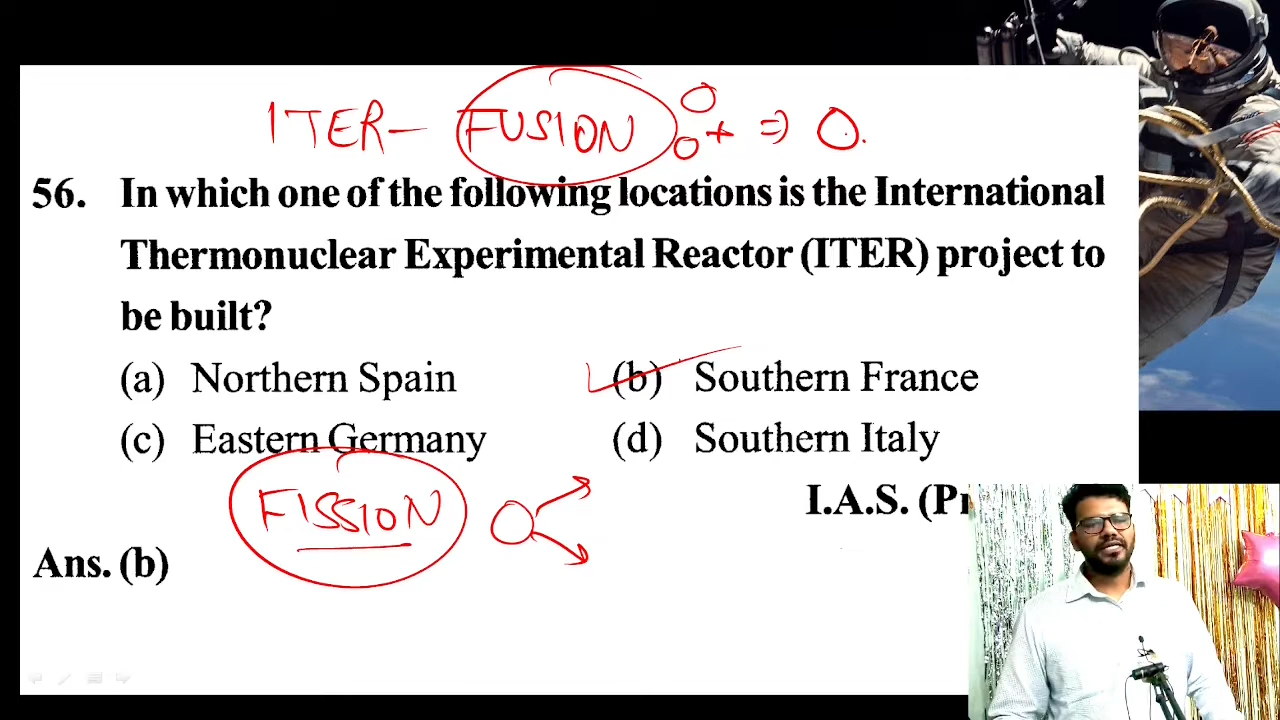 ITER - FUSION + ⇒
56. In which one of the following locations is the International
Thermonuclear Experimental Reactor (ITER) project to
be built?
(a) Northern Spain (b) Southern France
(c) Eastern Germany (d) Southern Italy
FISSION
I.A.S. (P
Ans. (b)